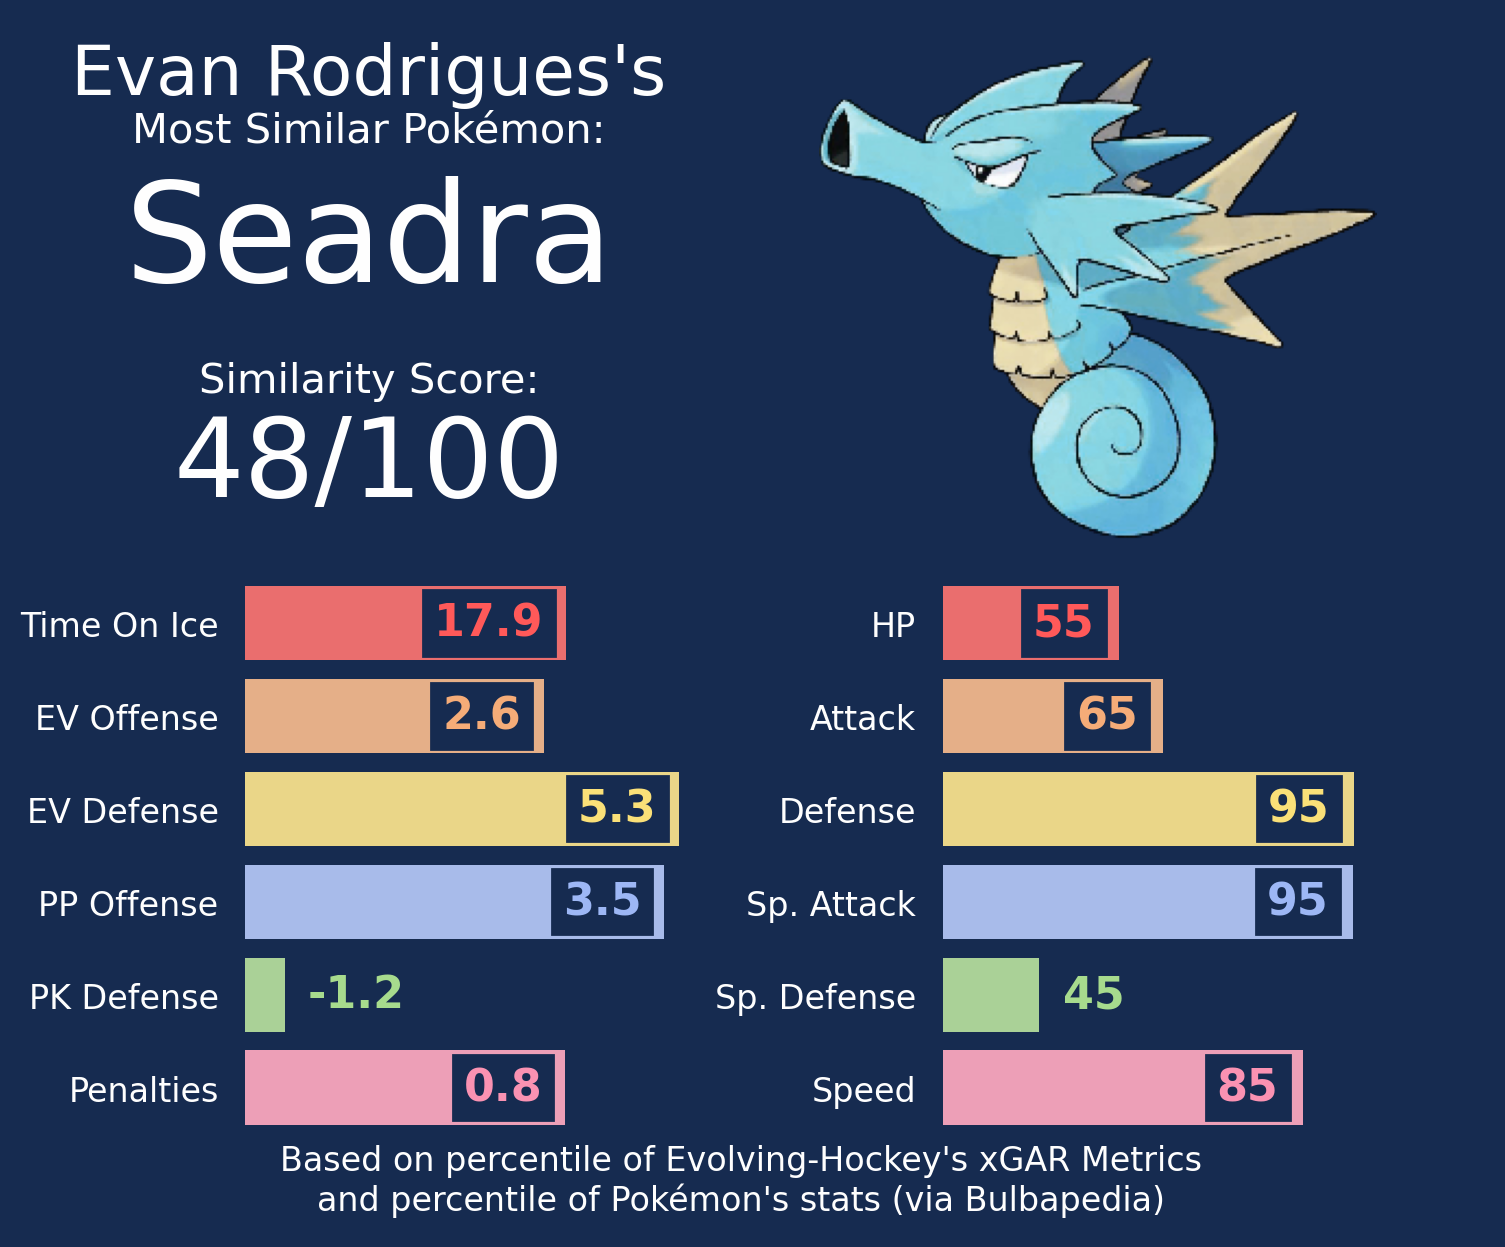 Evan Rodrigues's
Most Similar Pokémon:
Seadra
Similarity Score:
48/100
Time On Ice 17.9
EV Offense 2.6
EV Defense 5.3
PP Offense 3.5
PK Defense -1.2
Penalties 0.8
HP 55
Attack 65
Defense 95
Sp. Attack 95
Sp. Defense 45
Speed 85
Based on percentile of Evolving-Hockey's xGAR Metrics
and percentile of Pokémon's stats (via Bulbapedia)